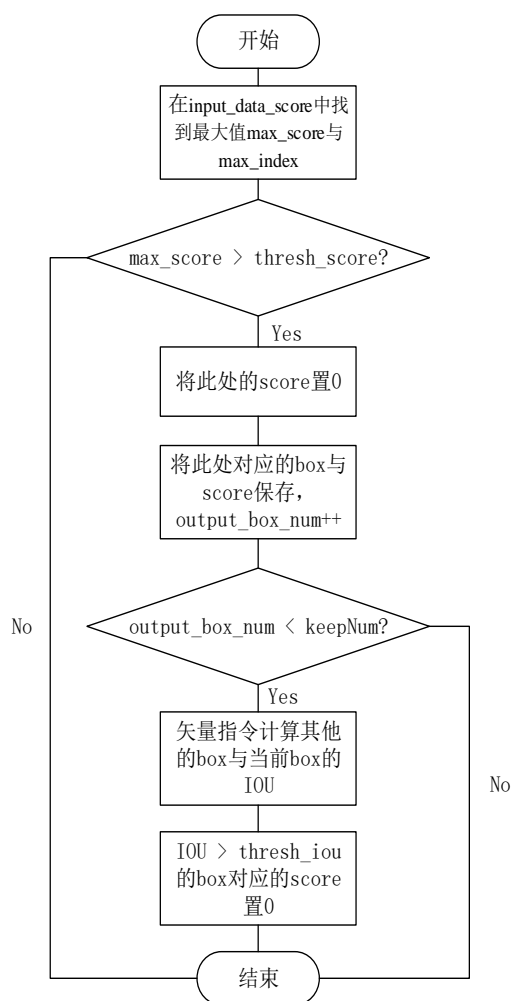 开始
在input_data_score中找
到最大值max_score与
max_index
max_score > thresh_score?
Yes
将此处的score置0
将此处对应的box与
score保存，
output_box_num++
No
output_box_num < keepNum?
Yes
矢量指令计算其他
的box与当前box的
IOU
No
IOU > thresh_iou
的box对应的score
置0
结束